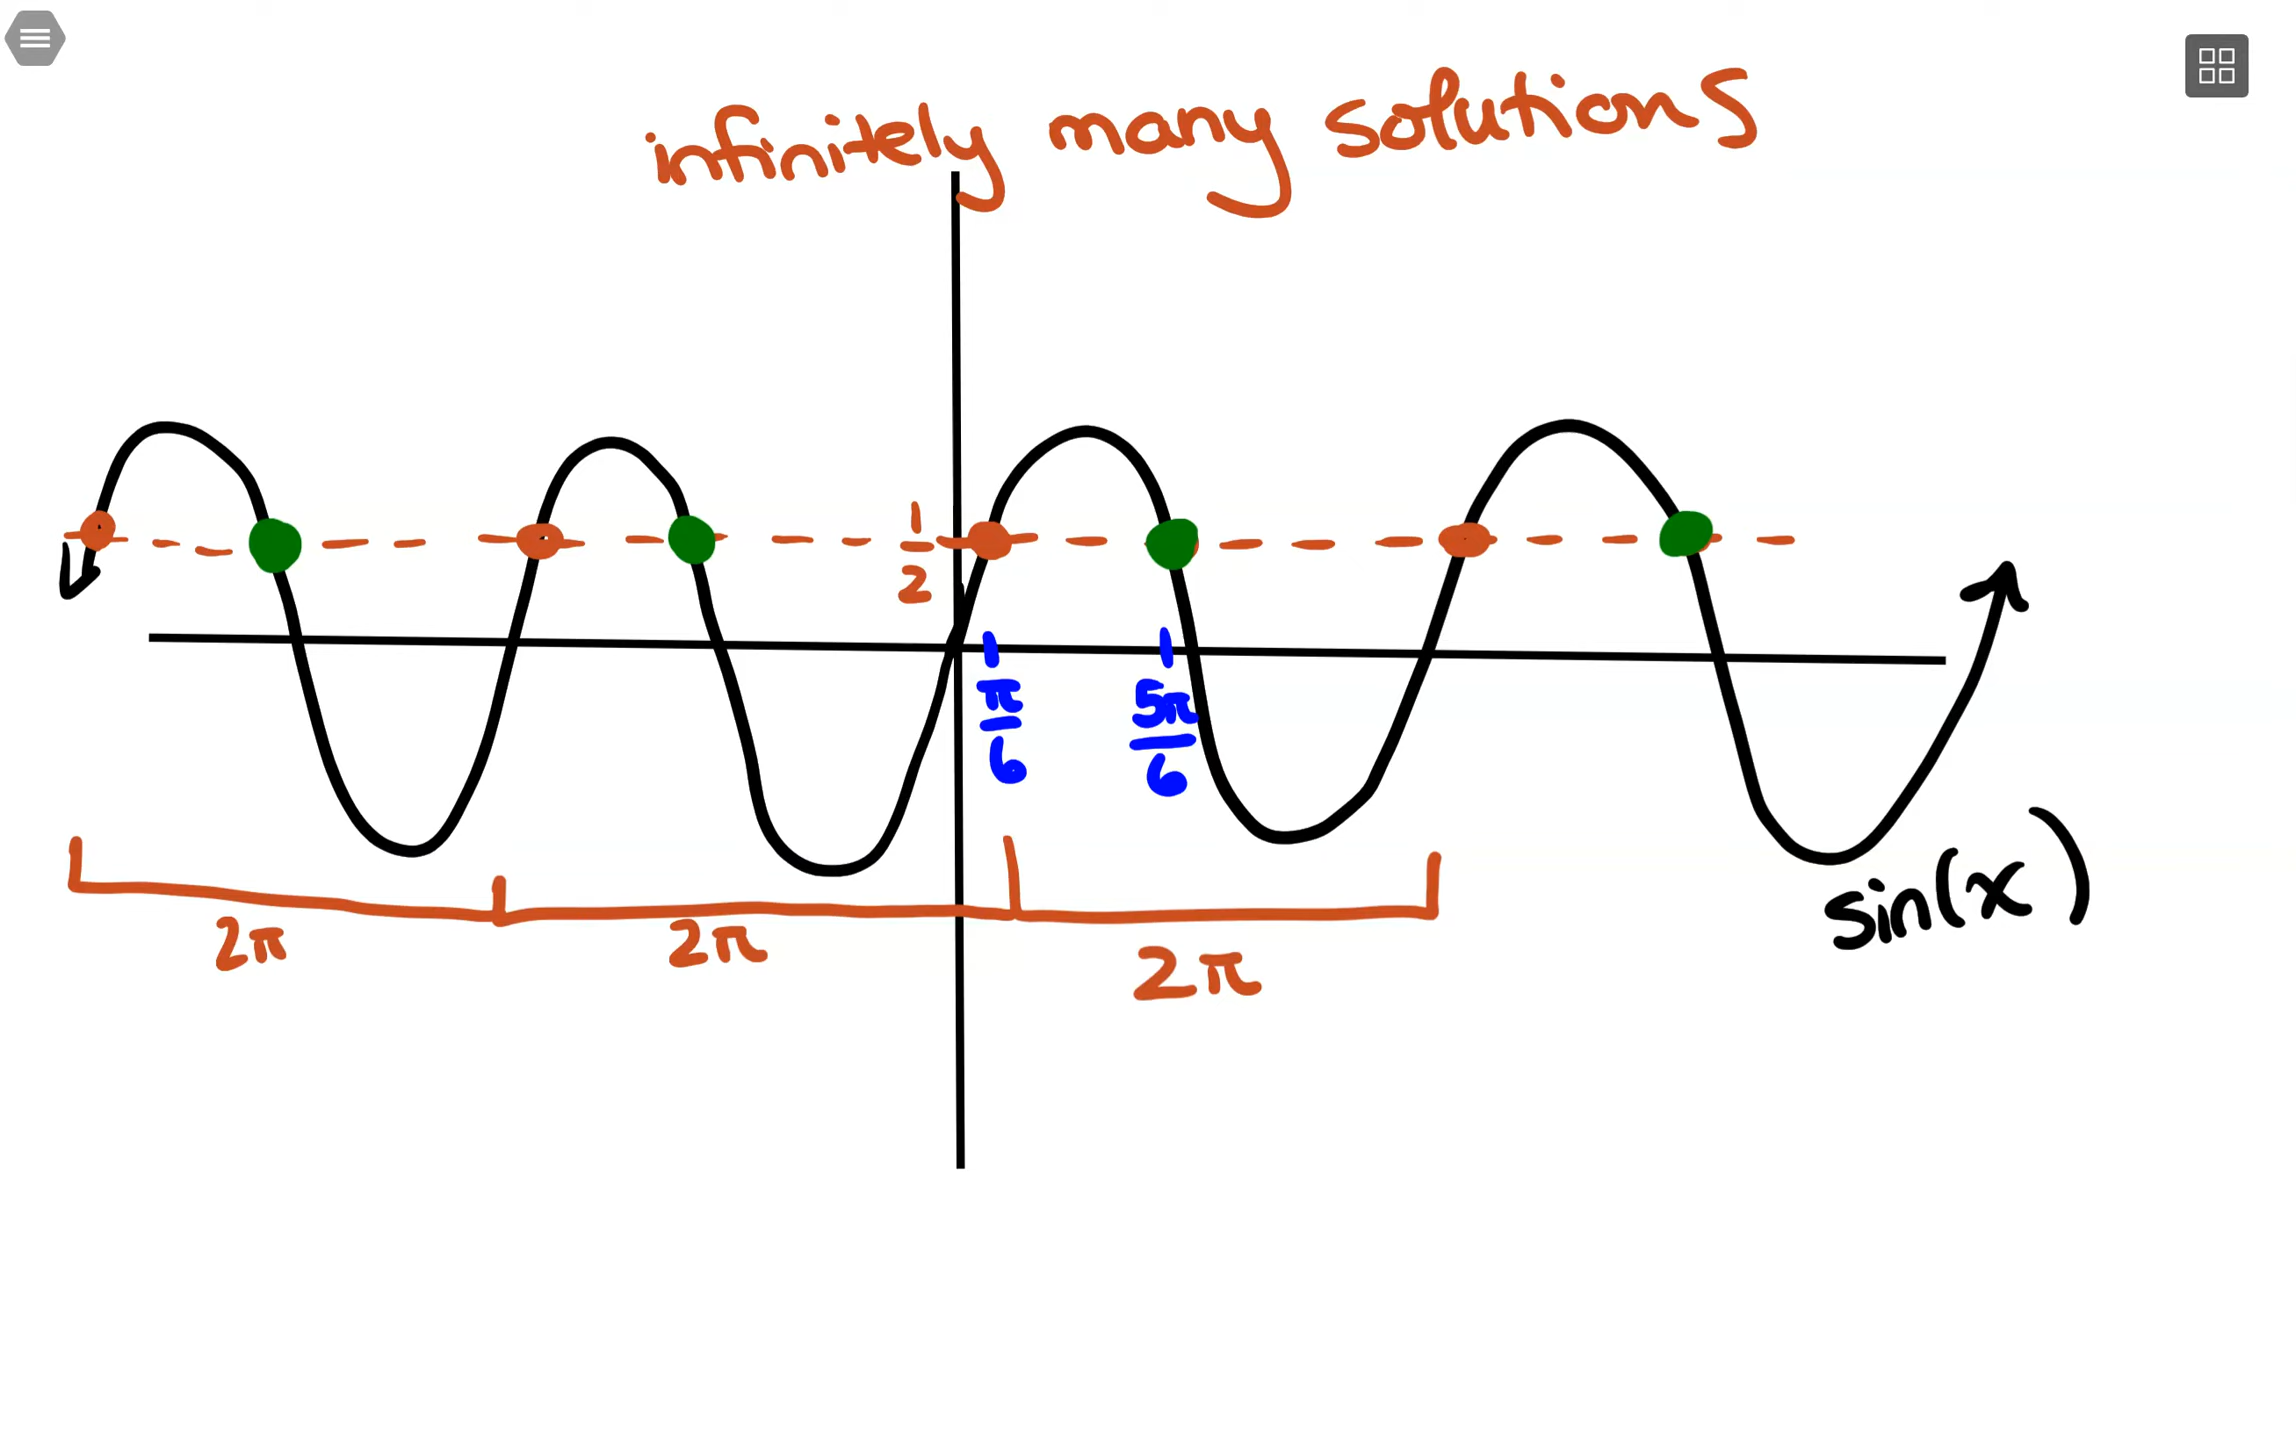 infinitely many solutions
1/2
π/6
5π/6
sin(x)
2π
2π
2π